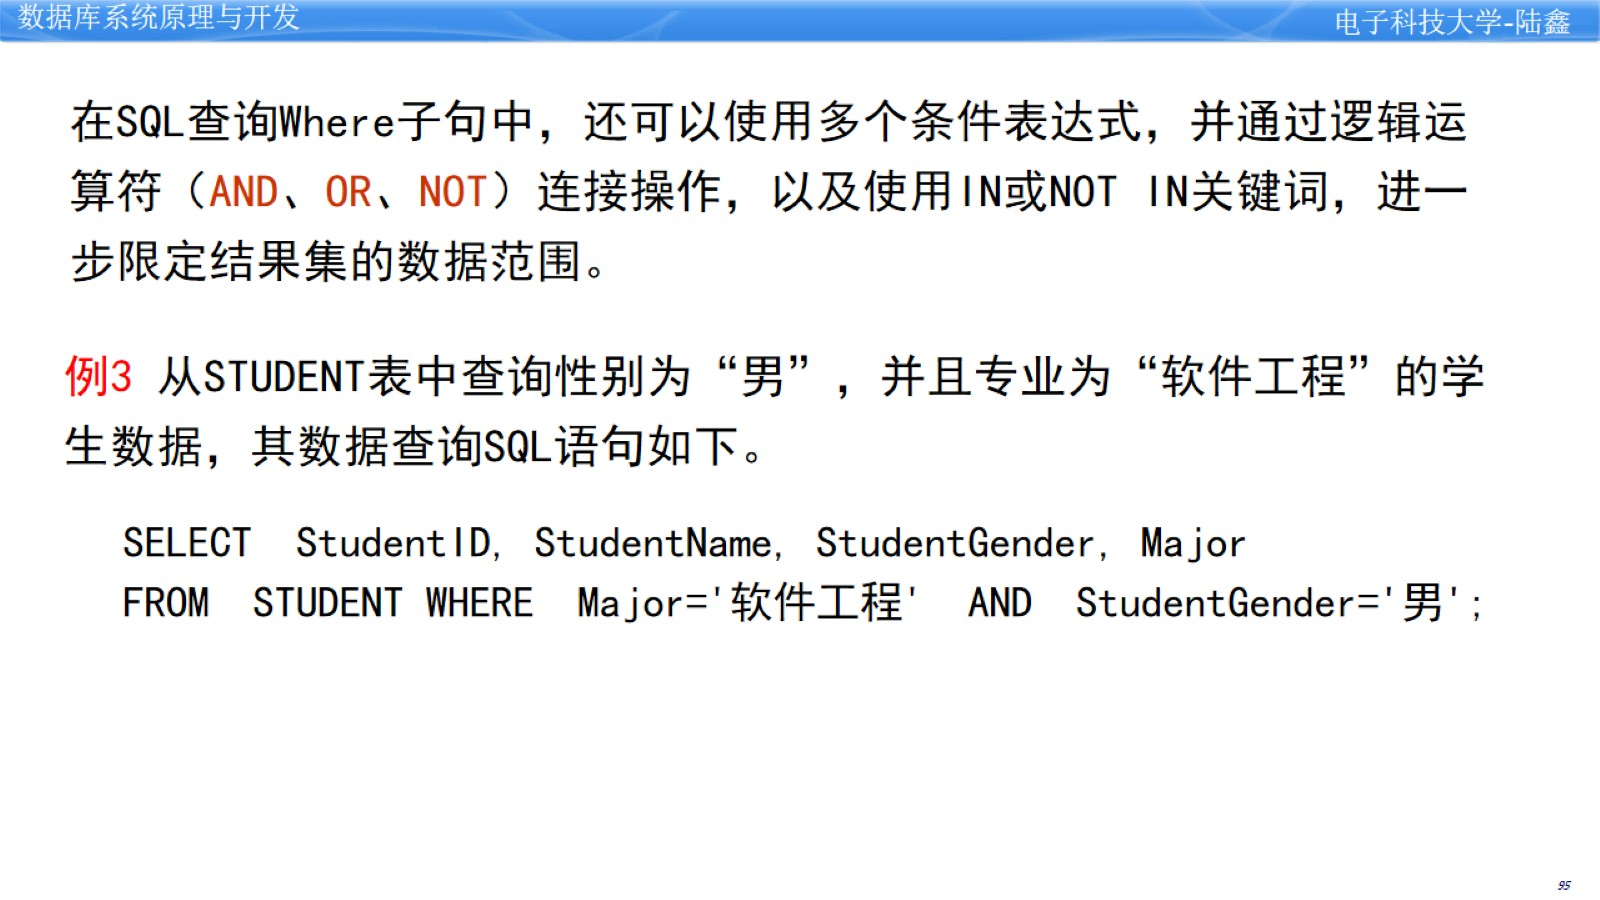 数据库系统原理与开发
电子科技大学-陆鑫
在SQL查询Where子句中，还可以使用多个条件表达式，并通过逻辑运
算符（AND、OR、NOT）连接操作，以及使用IN或NOT IN关键词，进一
步限定结果集的数据范围。
例3 从STUDENT表中查询性别为“男”，并且专业为“软件工程”的学
生数据，其数据查询SQL语句如下。
SELECT StudentID, StudentName, StudentGender, Major
FROM STUDENT WHERE Major='软件工程' AND StudentGender='男';
95